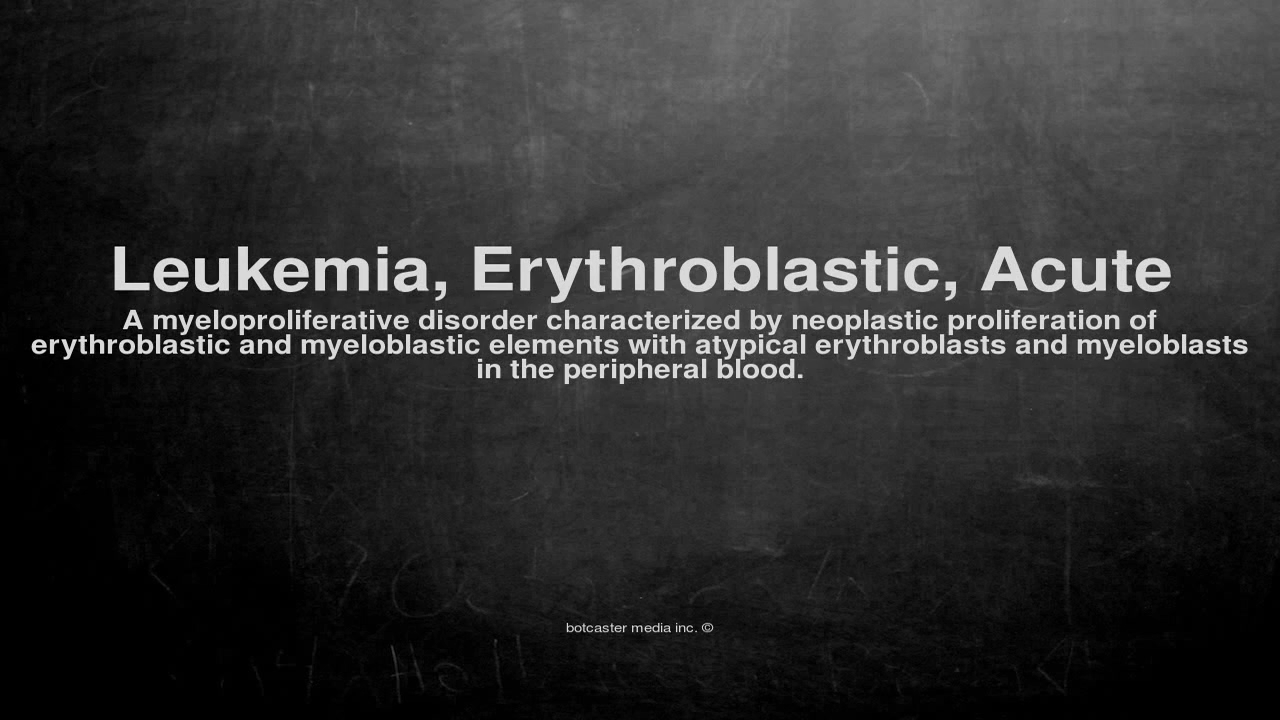 Leukemia, Erythroblastic, Acute
A myeloproliferative disorder characterized by neoplastic proliferation of
erythroblastic and myeloblastic elements with atypical erythroblasts and myeloblasts
in the peripheral blood.
botcaster media inc. ©